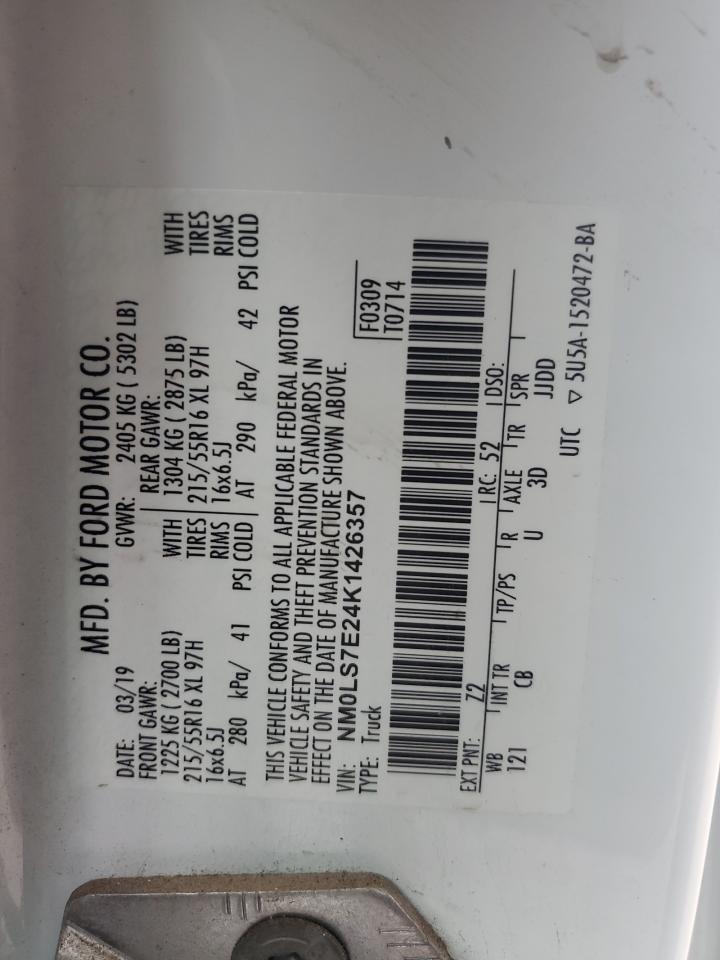 MFD. BY FORD MOTOR CO.
DATE: 03/19 GVWR: 2405 KG ( 5302 LB)
FRONT GAWR: REAR GAWR:
1225 KG ( 2700 LB) WITH 1304 KG ( 2875 LB) WITH
215/55R16 XL 97H TIRES 215/55R16 XL 97H TIRES
16x6.5J RIMS 16x6.5J RIMS
AT 280 kPa/ 41 PSI COLD AT 290 kPa/ 42 PSI COLD
THIS VEHICLE CONFORMS TO ALL APPLICABLE FEDERAL MOTOR
VEHICLE SAFETY AND THEFT PREVENTION STANDARDS IN
EFFECT ON THE DATE OF MANUFACTURE SHOWN ABOVE.
VIN: NM0LS7E24K1426357
TYPE: Truck
F0309
T0714
EXT PNT: Z2 RC: 52 DSO:
WB INT TR TP/PS R AXLE TR SPR
121 CB U 3D JJDD
UTC ▽ 5U5A-1520472-BA